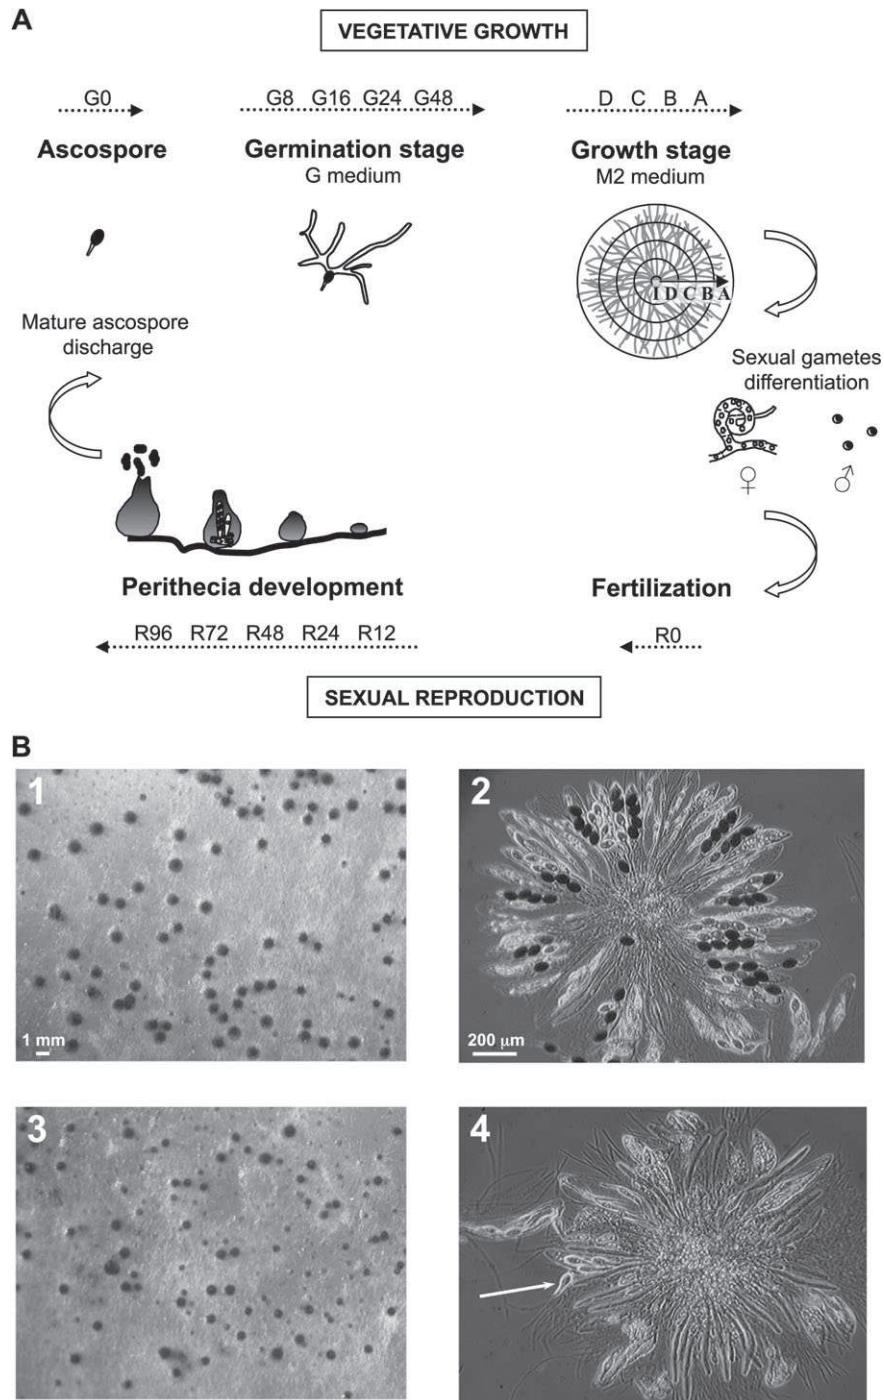 A
VEGETATIVE GROWTH
G0
G8 G16 G24 G48
D C B A
Ascospore
Germination stage
Growth stage
G medium
M2 medium
I D C B A
Mature ascospore
discharge
Sexual gametes
differentiation
♀ ♂
Perithecia development
Fertilization
R96 R72 R48 R24 R12
R0
SEXUAL REPRODUCTION
B
1
2
1 mm
200 μm
3
4